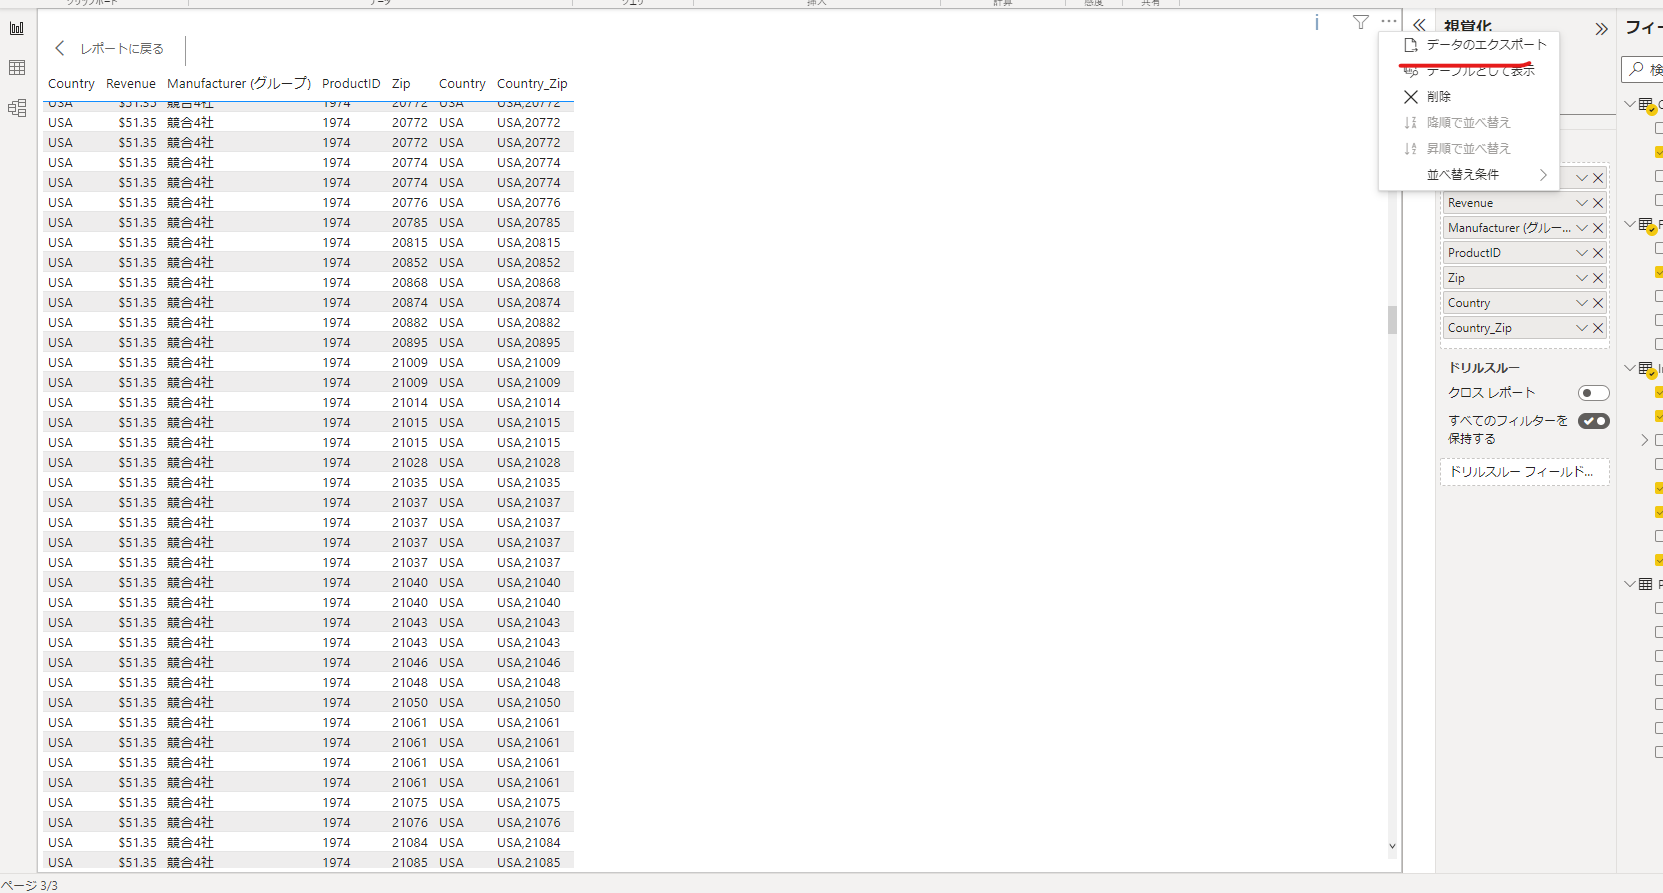 クリップボード データ クエリ 挿入 計算 感度 共有
視覚化
フィー
レポートに戻る
データのエクスポート
テーブルとして表示
削除
降順で並べ替え
昇順で並べ替え
並べ替え条件
検
Country Revenue Manufacturer (グループ) ProductID Zip Country Country_Zip
USA $51.35 競合4社 1974 20772 USA USA,20772
USA $51.35 競合4社 1974 20772 USA USA,20772
USA $51.35 競合4社 1974 20772 USA USA,20772
USA $51.35 競合4社 1974 20774 USA USA,20774
USA $51.35 競合4社 1974 20774 USA USA,20774
USA $51.35 競合4社 1974 20776 USA USA,20776
USA $51.35 競合4社 1974 20785 USA USA,20785
USA $51.35 競合4社 1974 20815 USA USA,20815
USA $51.35 競合4社 1974 20852 USA USA,20852
USA $51.35 競合4社 1974 20868 USA USA,20868
USA $51.35 競合4社 1974 20874 USA USA,20874
USA $51.35 競合4社 1974 20882 USA USA,20882
USA $51.35 競合4社 1974 20895 USA USA,20895
USA $51.35 競合4社 1974 21009 USA USA,21009
USA $51.35 競合4社 1974 21009 USA USA,21009
USA $51.35 競合4社 1974 21014 USA USA,21014
USA $51.35 競合4社 1974 21015 USA USA,21015
USA $51.35 競合4社 1974 21015 USA USA,21015
USA $51.35 競合4社 1974 21028 USA USA,21028
USA $51.35 競合4社 1974 21035 USA USA,21035
USA $51.35 競合4社 1974 21037 USA USA,21037
USA $51.35 競合4社 1974 21037 USA USA,21037
USA $51.35 競合4社 1974 21037 USA USA,21037
USA $51.35 競合4社 1974 21037 USA USA,21037
USA $51.35 競合4社 1974 21040 USA USA,21040
USA $51.35 競合4社 1974 21040 USA USA,21040
USA $51.35 競合4社 1974 21043 USA USA,21043
USA $51.35 競合4社 1974 21043 USA USA,21043
USA $51.35 競合4社 1974 21046 USA USA,21046
USA $51.35 競合4社 1974 21048 USA USA,21048
USA $51.35 競合4社 1974 21050 USA USA,21050
USA $51.35 競合4社 1974 21061 USA USA,21061
USA $51.35 競合4社 1974 21061 USA USA,21061
USA $51.35 競合4社 1974 21061 USA USA,21061
USA $51.35 競合4社 1974 21061 USA USA,21061
USA $51.35 競合4社 1974 21075 USA USA,21075
USA $51.35 競合4社 1974 21076 USA USA,21076
USA $51.35 競合4社 1974 21084 USA USA,21084
USA $51.35 競合4社 1974 21085 USA USA,21085
Revenue
Manufacturer (グルー...
ProductID
Zip
Country
Country_Zip
ドリルスルー
クロス レポート
すべてのフィルターを
保持する
ドリルスルー フィールド...
ページ 3/3